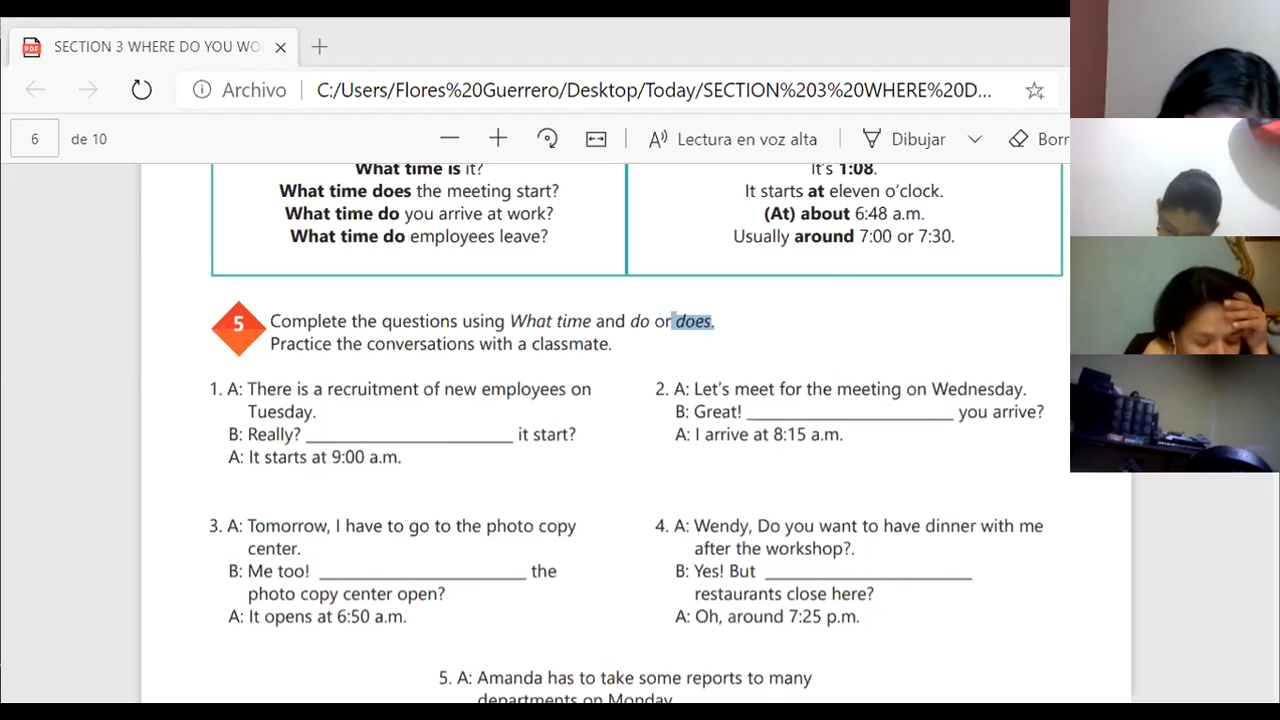 SECTION 3 WHERE DO YOU WO
Archivo
C:/Users/Flores%20Guerrero/Desktop/Today/SECTION%203%20WHERE%20D...
6 de 10
Lectura en voz alta
Dibujar
Borr
What time is it?
It's 1:08.
What time does the meeting start?
It starts at eleven o'clock.
What time do you arrive at work?
(At) about 6:48 a.m.
What time do employees leave?
Usually around 7:00 or 7:30.
5
Complete the questions using What time and do or does.
Practice the conversations with a classmate.
1. A: There is a recruitment of new employees on
Tuesday.
B: Really? ______________________ it start?
A: It starts at 9:00 a.m.
2. A: Let's meet for the meeting on Wednesday.
B: Great! ______________________ you arrive?
A: I arrive at 8:15 a.m.
3. A: Tomorrow, I have to go to the photo copy
center.
B: Me too! ______________________ the
photo copy center open?
A: It opens at 6:50 a.m.
4. A: Wendy, Do you want to have dinner with me
after the workshop?.
B: Yes! But ______________________
restaurants close here?
A: Oh, around 7:25 p.m.
5. A: Amanda has to take some reports to many
departments on Monday.